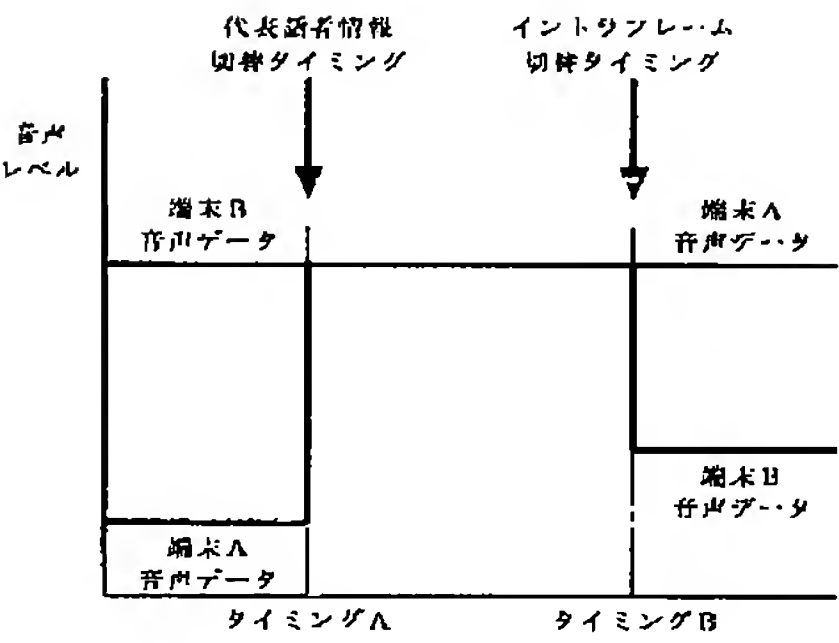 代表話者情報
切替タイミング
イントラフレーム
切替タイミング
音声
レベル
端末B
音声データ
端末A
音声データ
端末B
音声データ
端末A
音声データ
タイミングA
タイミングB